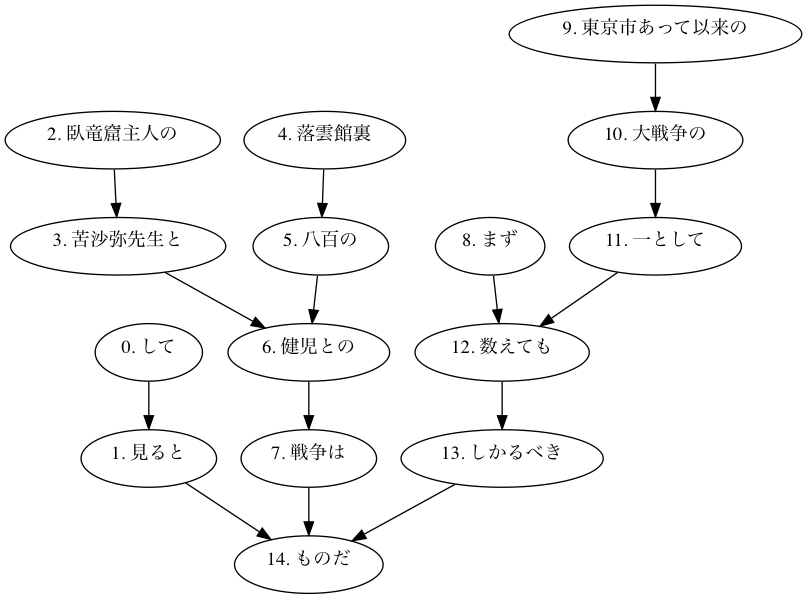 9. 東京市あって以来の
2. 臥竜窟主人の
4. 落雲館裏
10. 大戦争の
3. 苦沙弥先生と
5. 八百の
8. まず
11. 一として
0. して
6. 健児との
12. 数えても
1. 見ると
7. 戦争は
13. しかるべき
14. ものだ